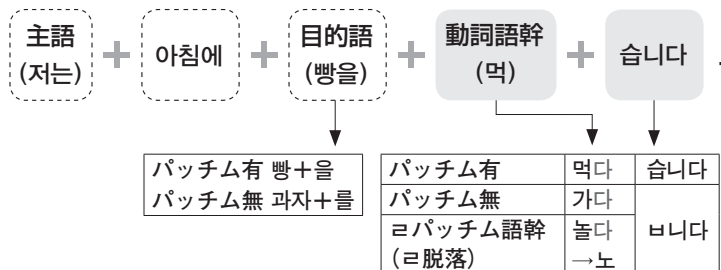 主語 + 아침에 + 目的語 + 動詞語幹 + 습니다 .
(저는) (빵을) (먹)
パッチム有 빵+을
パッチム無 과자+를
パッチム有 먹다 습니다
パッチム無 가다 ㅂ니다
ㄹパッチム語幹 놀다
(ㄹ脱落) →노